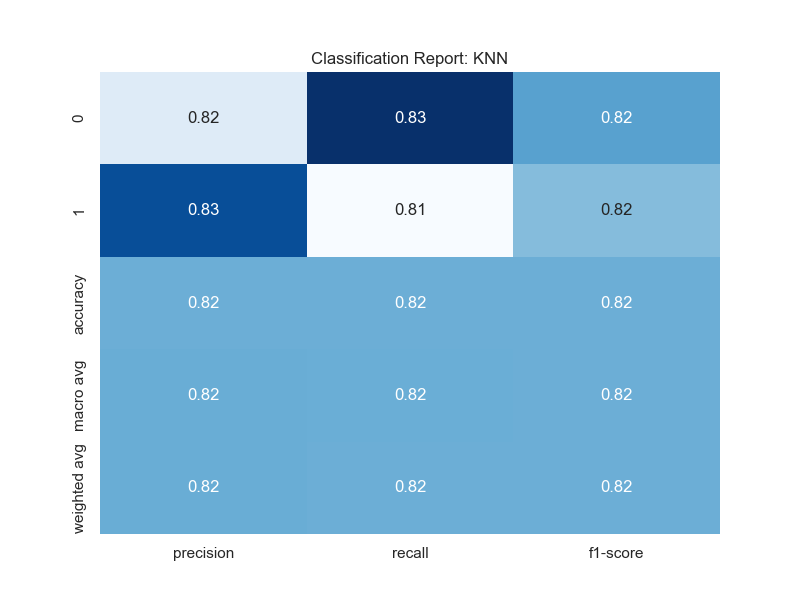 Classification Report: KNN
0 0.82 0.83 0.82
1 0.83 0.81 0.82
accuracy 0.82 0.82 0.82
macro avg 0.82 0.82 0.82
weighted avg 0.82 0.82 0.82
precision recall f1-score